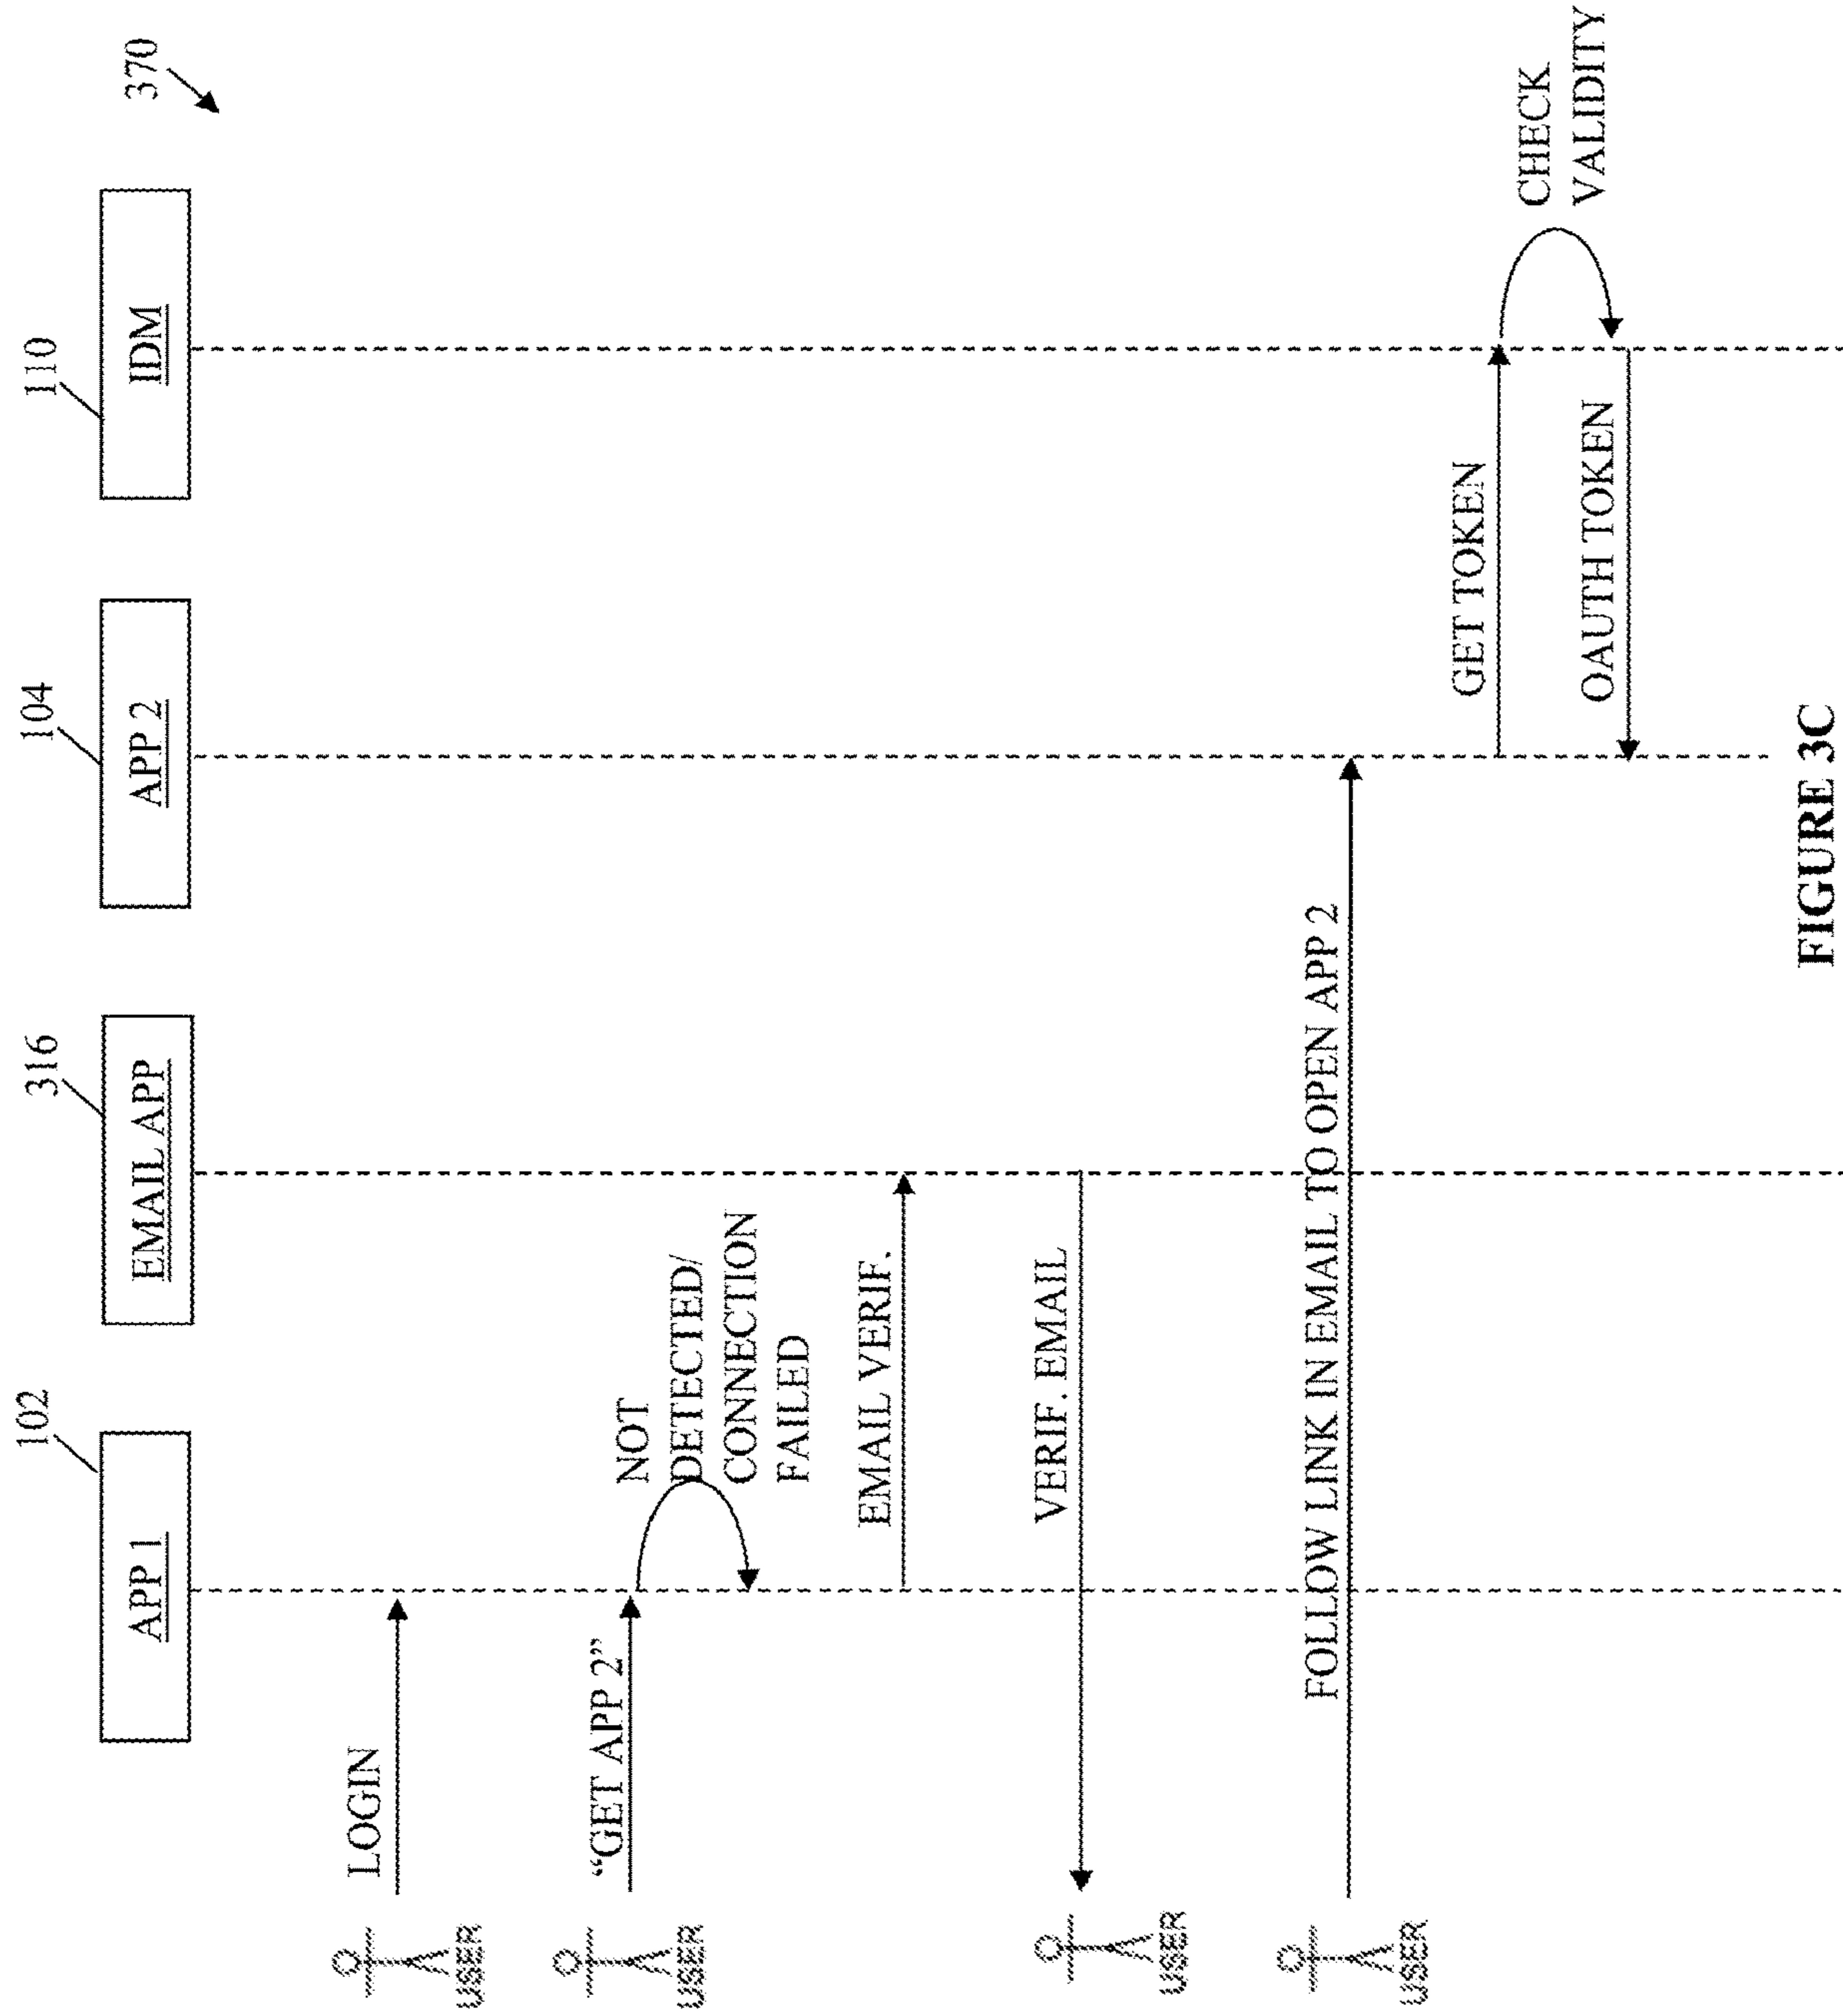 370
102
316
104
110
APP 1
EMAIL APP
APP 2
IDM
LOGIN
USER
"GET APP 2"
USER
NOT
DETECTED/
CONNECTION
FAILED
EMAIL VERIF.
VERIF. EMAIL
USER
FOLLOW LINK IN EMAIL TO OPEN APP 2
USER
GET TOKEN
CHECK
VALIDITY
OAUTH TOKEN
FIGURE 3C